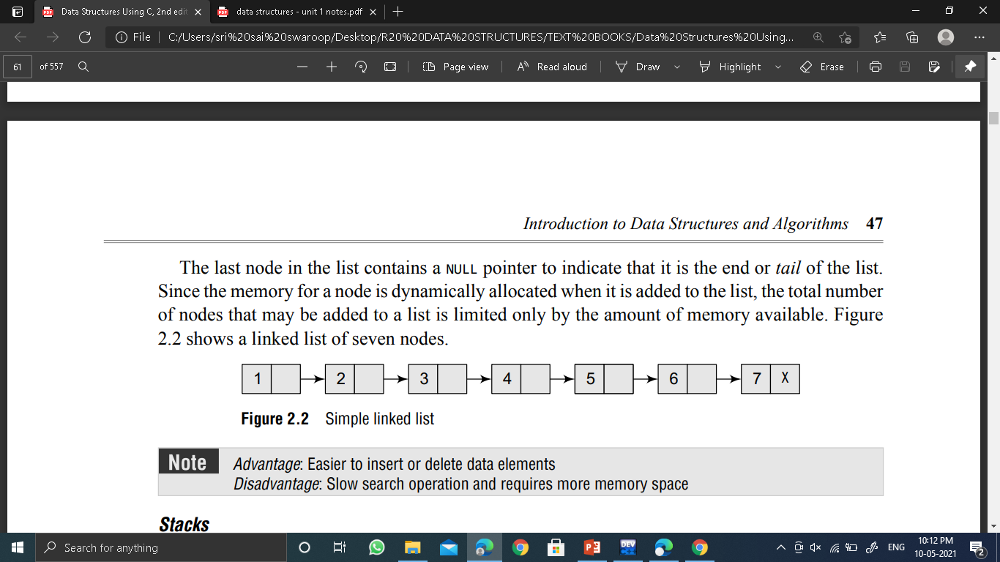 Data Structures Using C, 2nd edit
data structures - unit 1 notes.pdf
File
C:/Users/sri%20sai%20swaroop/Desktop/R20%20DATA%20STRUCTURES/TEXT%20BOOKS/Data%20Structures%20Using...
61
of 557
Page view
Read aloud
Draw
Highlight
Erase
Introduction to Data Structures and Algorithms 47
The last node in the list contains a NULL pointer to indicate that it is the end or tail of the list.
Since the memory for a node is dynamically allocated when it is added to the list, the total number
of nodes that may be added to a list is limited only by the amount of memory available. Figure
2.2 shows a linked list of seven nodes.
1 2 3 4 5 6 7 X
Figure 2.2 Simple linked list
Note
Advantage: Easier to insert or delete data elements
Disadvantage: Slow search operation and requires more memory space
Stacks
Search for anything
DEV
ENG
10:12 PM
10-05-2021
2